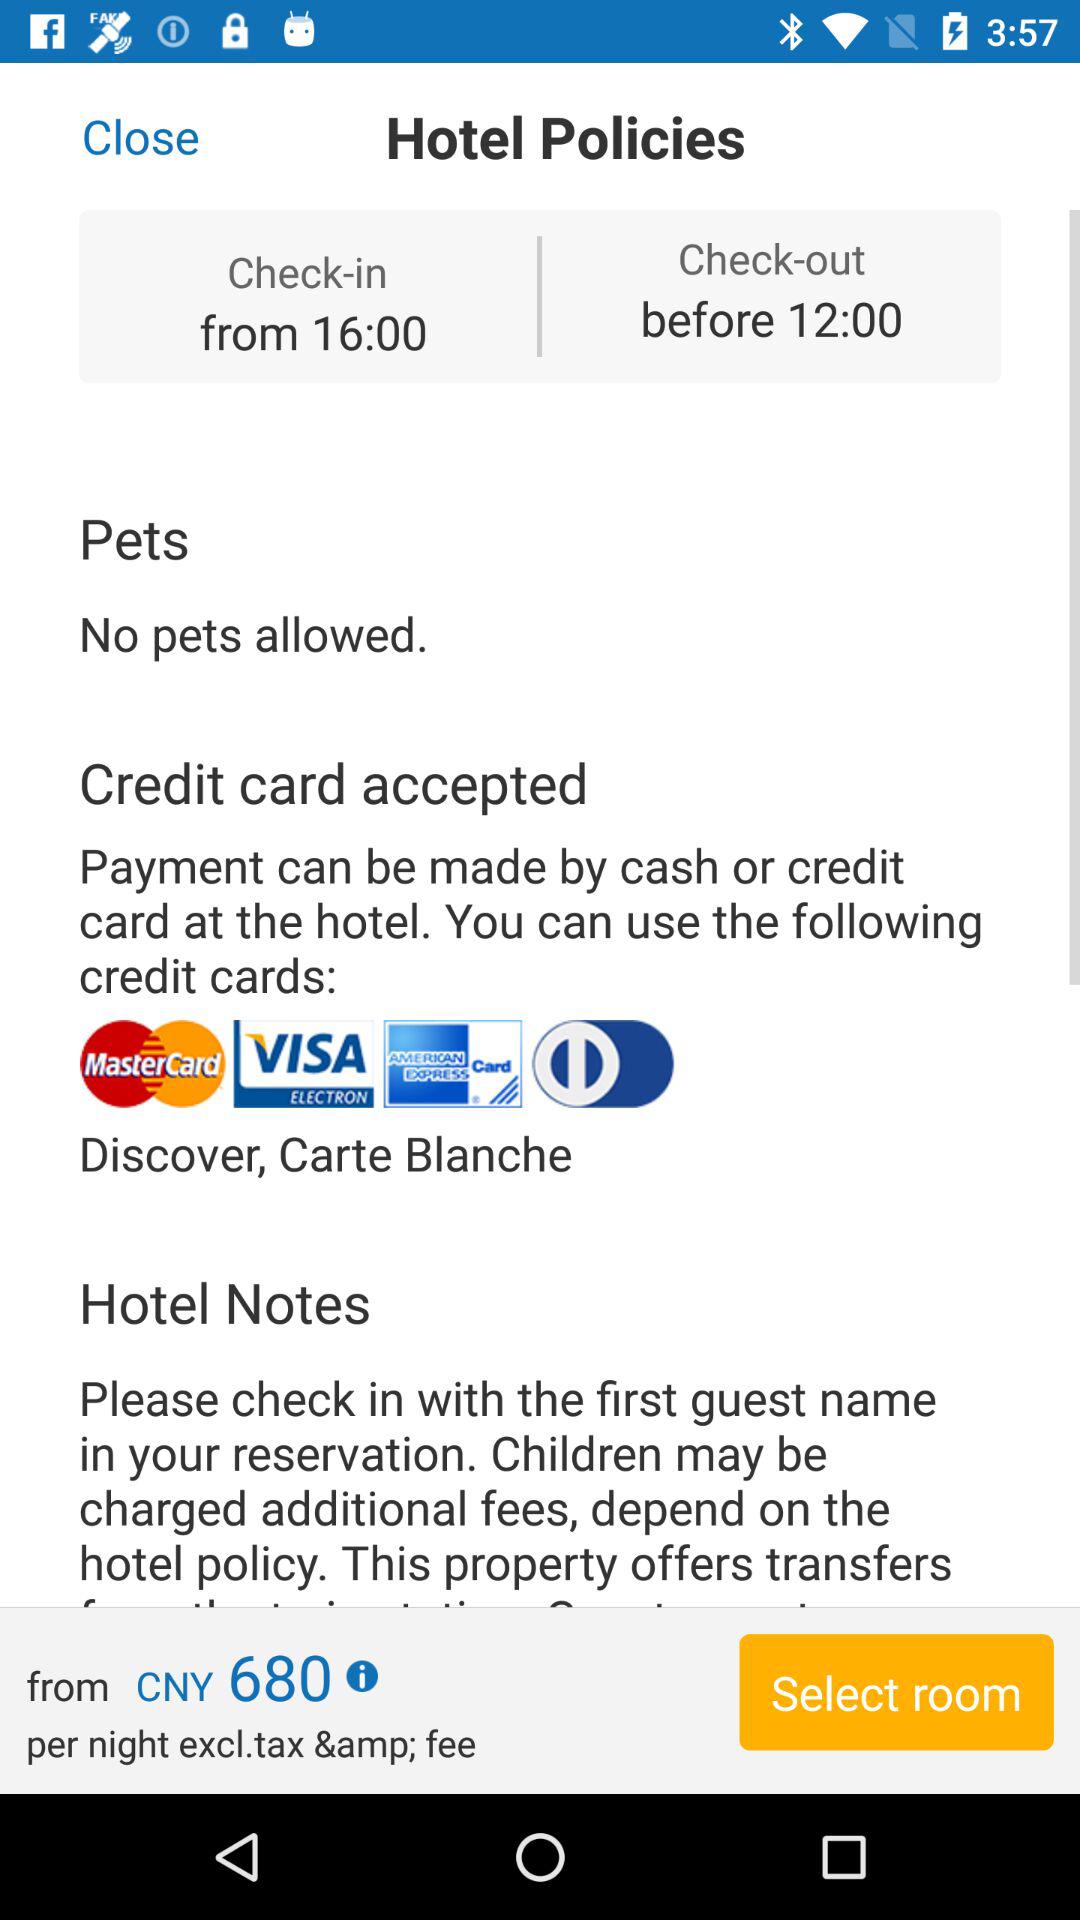 FAKE
3:57
Close
Hotel Policies
Check-in
from 16:00
Check-out
before 12:00
Pets
No pets allowed.
Credit card accepted
Payment can be made by cash or credit
card at the hotel. You can use the following
credit cards:
MasterCard
VISA
ELECTRON
AMERICAN
EXPRESS
Card
Discover, Carte Blanche
Hotel Notes
Please check in with the first guest name
in your reservation. Children may be
charged additional fees, depend on the
hotel policy. This property offers transfers
from CNY 680
per night excl.tax &amp; fee
Select room